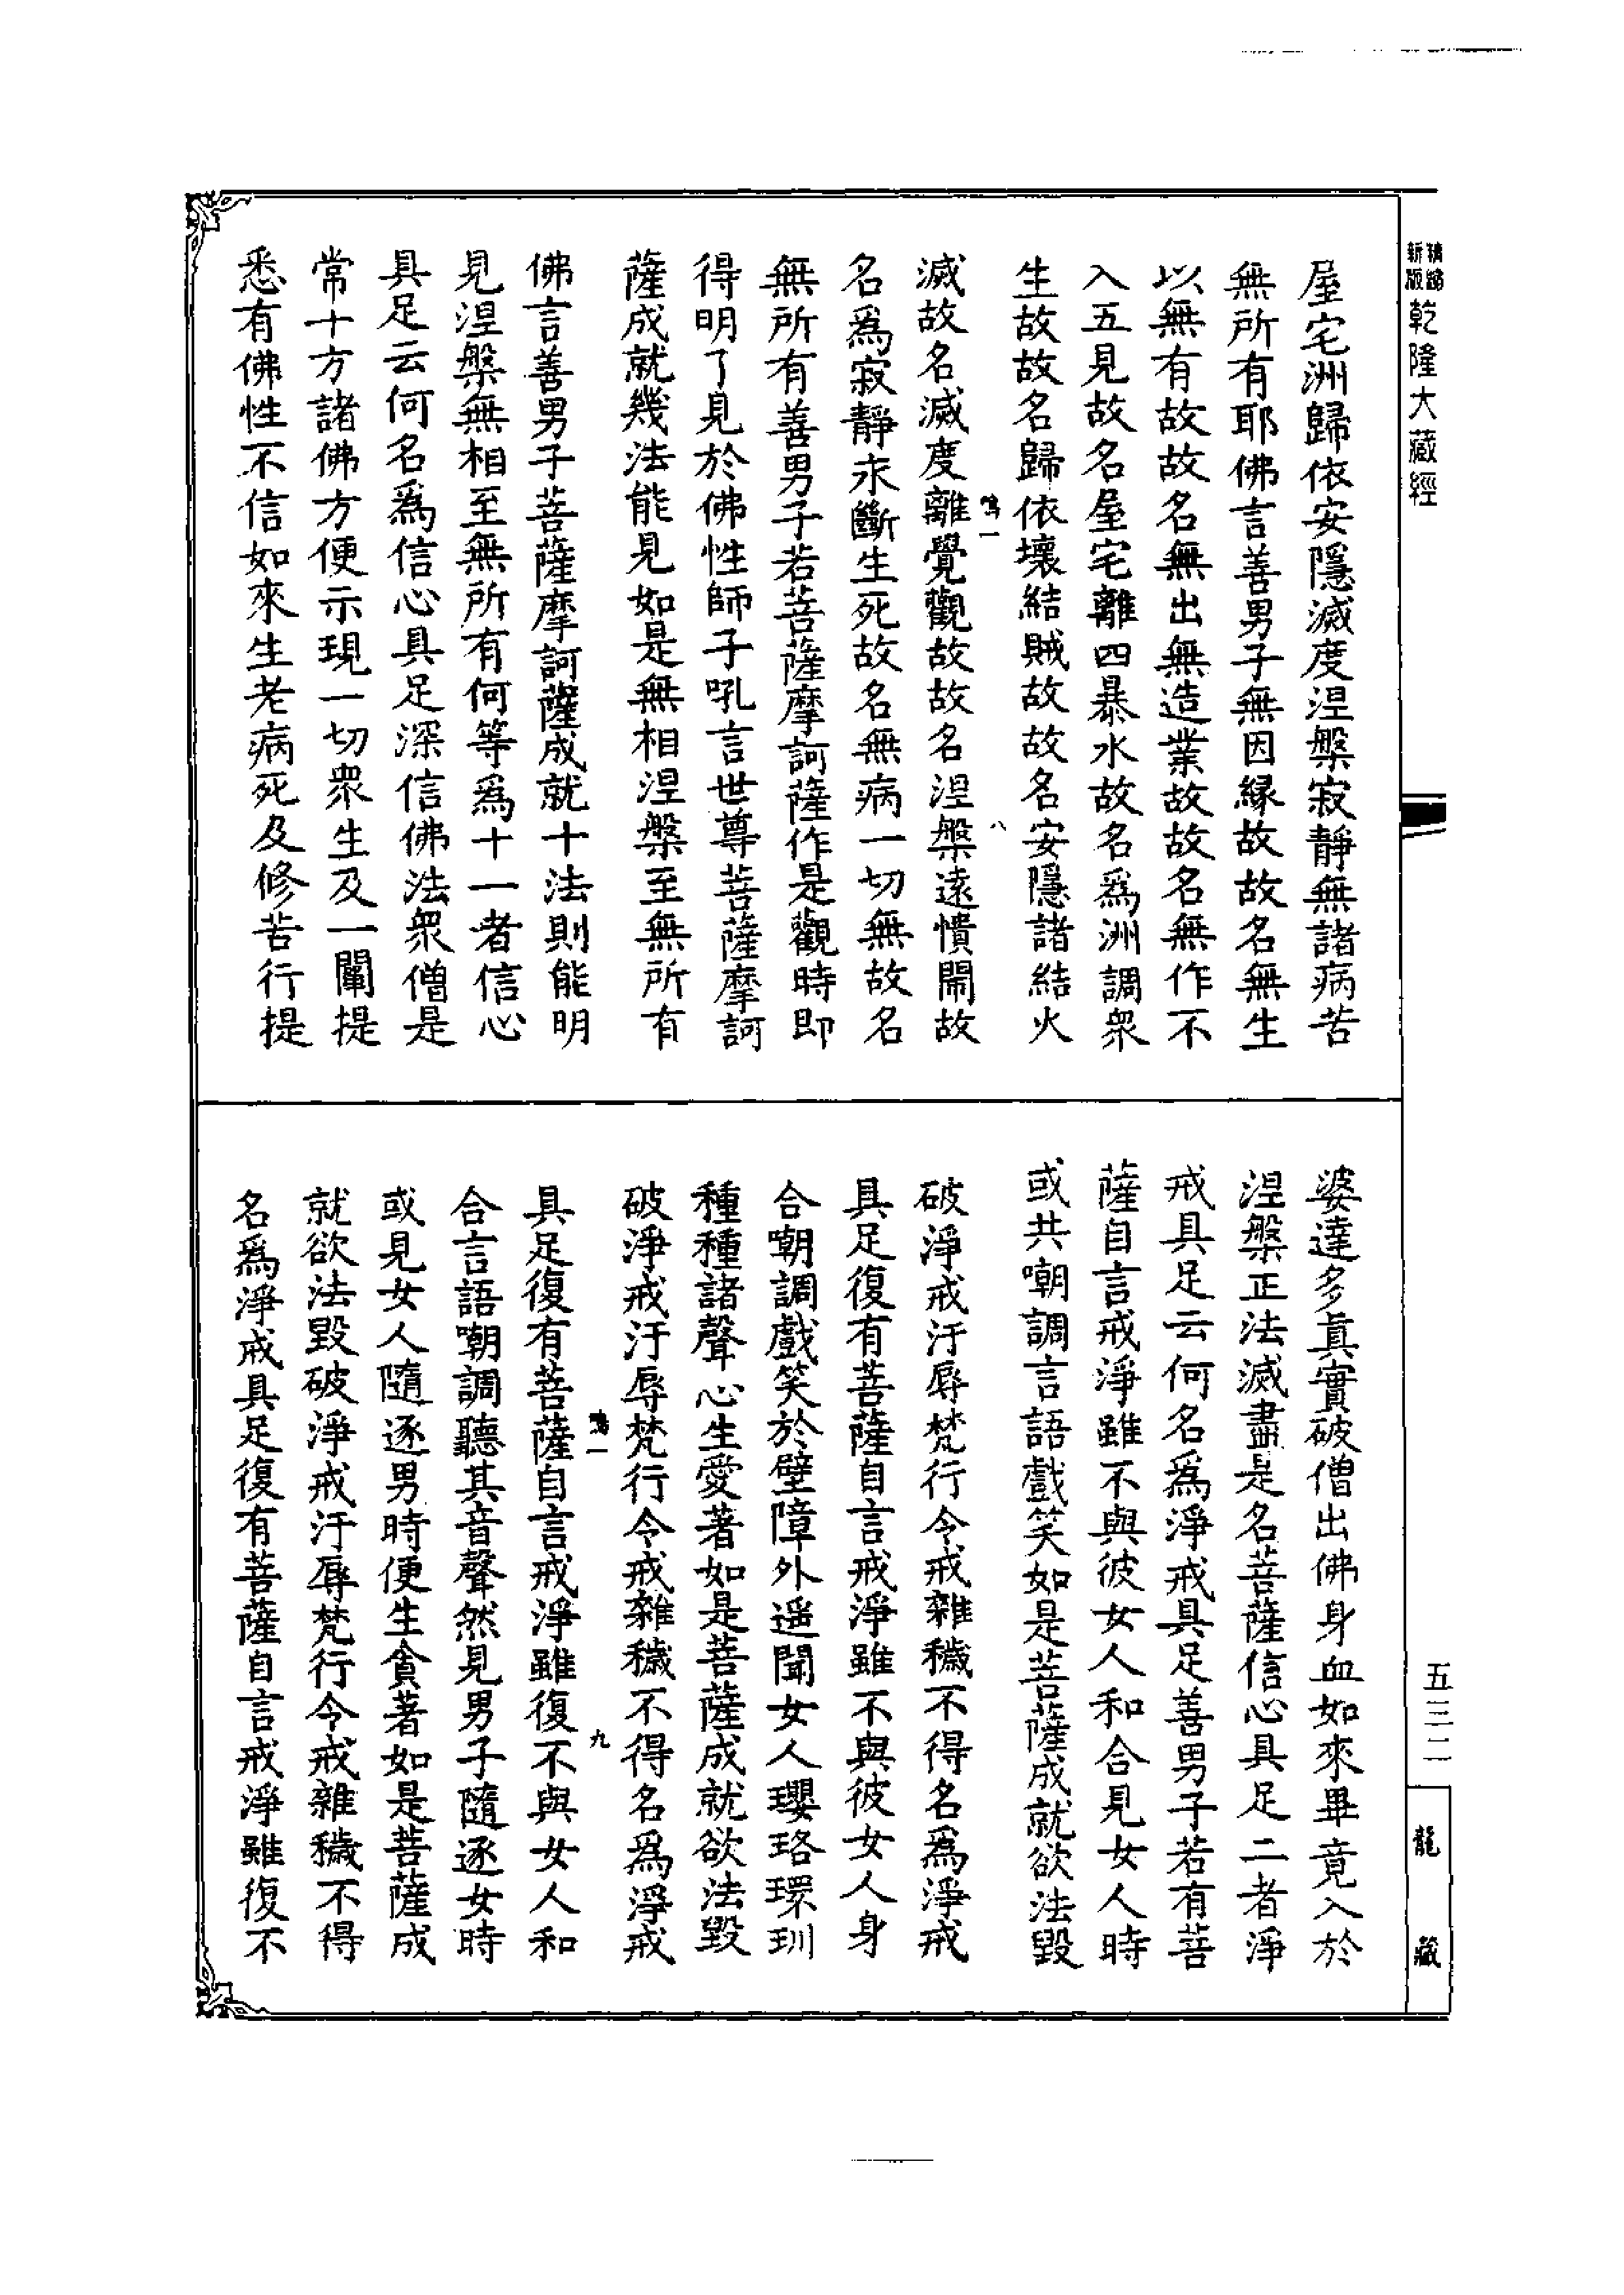 精縮
新版
乾隆大藏經
屋宅洲歸依安隱滅度涅槃寂靜無諸病苦
無所有耶佛言善男子無因緣故故名無生
以無有故故名無出無造業故故名無作不
入五見故名屋宅離四暴水故名為洲調衆
生故故名歸依壞結賊故故名安隱諸結火
滅故名滅度離覺觀故故名涅槃遠憒閙故
名為寂靜永斷生死故名無病一切無故名
無所有善男子若菩薩摩訶薩作是觀時即
得明了見於佛性師子吼言世尊菩薩摩訶
薩成就幾法能見如是無相涅槃至無所有
佛言善男子菩薩摩訶薩成就十法則能明
見涅槃無相至無所有何等為十一者信心
具足云何名為信心具足深信佛法衆僧是
常十方諸佛方便示現一切衆生及一闡提
悉有佛性不信如來生老病死及修苦行提
婆達多真實破僧出佛身血如來畢竟入於
涅槃正法滅盡是名菩薩信心具足二者淨
戒具足云何名為淨戒具足善男子若有菩
薩自言戒淨雖不與彼女人和合見女人時
或共嘲調言語戲笑如是菩薩成就欲法毀
破淨戒汙辱梵行令戒雜穢不得名為淨戒
具足復有菩薩自言戒淨雖不與彼女人身
合嘲調戲笑於壁障外遥聞女人瓔珞環玔
種種諸聲心生愛著如是菩薩成就欲法毀
破淨戒汙辱梵行令戒雜穢不得名為淨戒
具足復有菩薩自言戒淨雖復不與女人和
合言語嘲調聽其音聲然見男子隨逐女時
或見女人隨逐男時便生貪著如是菩薩成
就欲法毀破淨戒汙辱梵行令戒雜穢不得
名為淨戒具足復有菩薩自言戒淨雖復不
鳴一
八
鳴一
九
五三二
龍藏